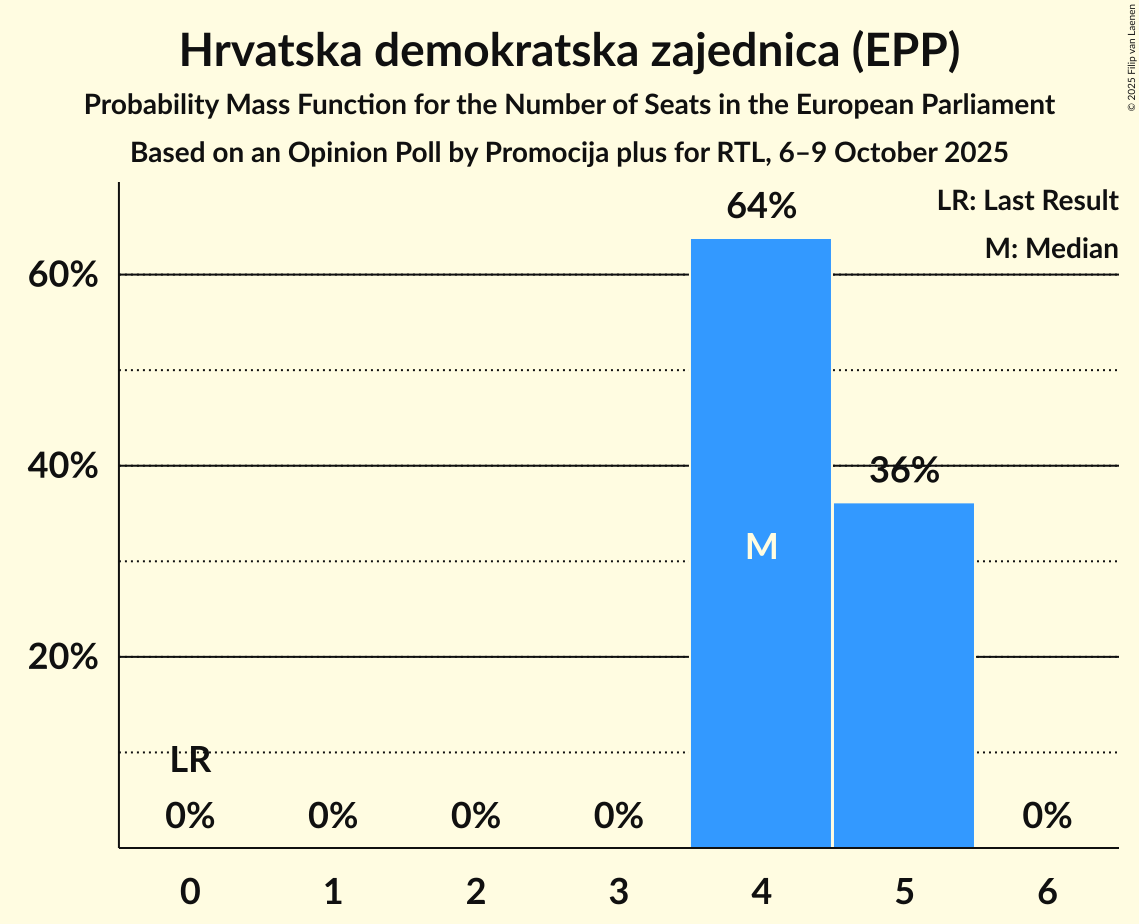 Hrvatska demokratska zajednica (EPP)
Probability Mass Function for the Number of Seats in the European Parliament
Based on an Opinion Poll by Promocija plus for RTL, 6–9 October 2025
© 2025 Filip van Laenen
LR: Last Result
M: Median
64%
60%
40%
36%
M
20%
LR
0% 0% 0% 0% 0%
0 1 2 3 4 5 6